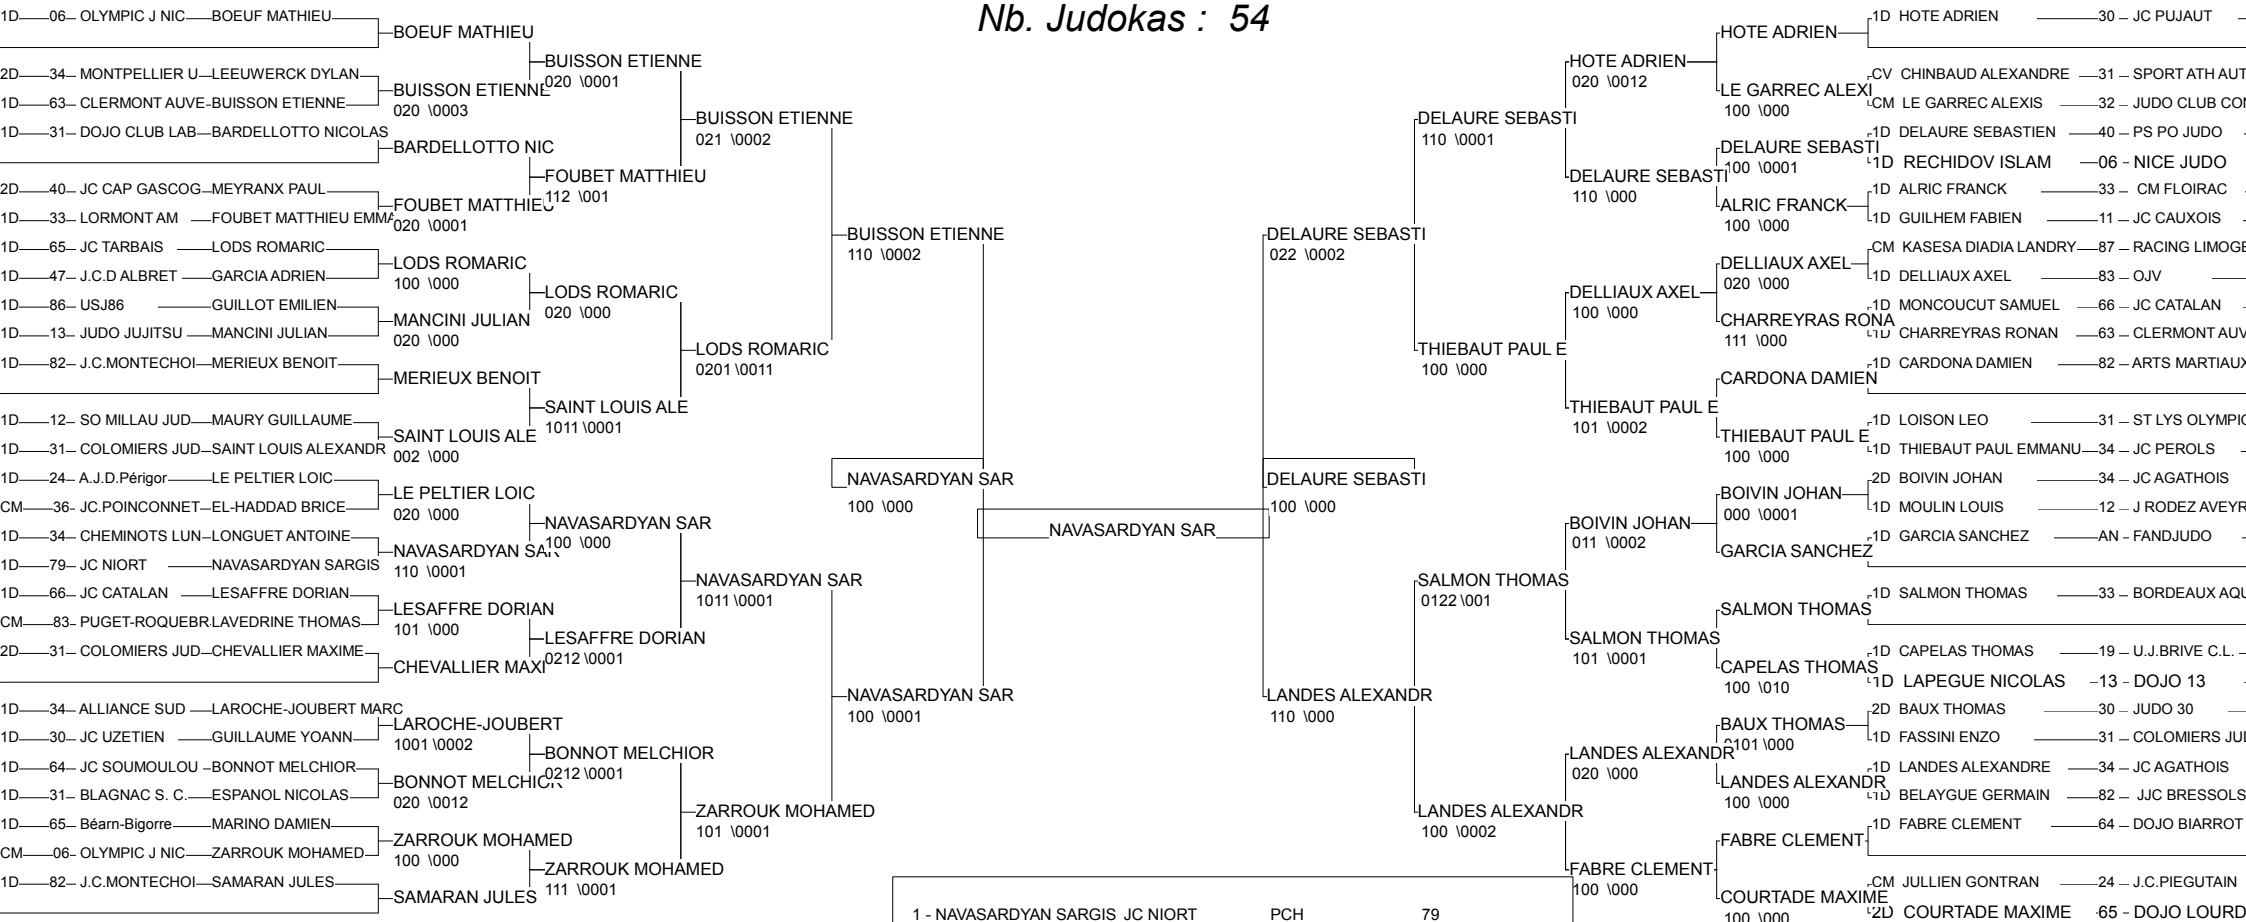 Nb. Judokas : 54
1D 06 OLYMPIC J NIC BOEUF MATHIEU
2D 34 MONTPELLIER U LEEUWERCK DYLAN
1D 63 CLERMONT AUVE BUISSON ETIENNE
1D 31 DOJO CLUB LAB BARDELLOTTO NICOLAS
2D 40 JC CAP GASCOG MEYRANX PAUL
1D 33 LORMONT AM FOUBET MATTHIEU EMMA
1D 65 JC TARBAIS LODS ROMARIC
1D 47 J.C.D ALBRET GARCIA ADRIEN
1D 86 USJ86 GUILLOT EMILIEN
1D 13 JUDO JUJITSU MANCINI JULIAN
1D 82 J.C.MONTECHOI MERIEUX BENOIT
1D 12 SO MILLAU JUD MAURY GUILLAUME
1D 31 COLOMIERS JUD SAINT LOUIS ALEXANDR
1D 24 A.J.D.Périgor LE PELTIER LOIC
CM 36 JC.POINCONNET EL-HADDAD BRICE
1D 34 CHEMINOTS LUN LONGUET ANTOINE
1D 79 JC NIORT NAVASARDYAN SARGIS
1D 66 JC CATALAN LESAFFRE DORIAN
CM 83 PUGET-ROQUEBR LAVEDRINE THOMAS
2D 31 COLOMIERS JUD CHEVALLIER MAXIME
1D 34 ALLIANCE SUD LAROCHE-JOUBERT MARC
1D 30 JC UZETIEN GUILLAUME YOANN
1D 64 JC SOUMOULOU BONNOT MELCHIOR
1D 31 BLAGNAC S. C. ESPANOL NICOLAS
1D 65 Béarn-Bigorre MARINO DAMIEN
CM 06 OLYMPIC J NIC ZARROUK MOHAMED
1D 82 J.C.MONTECHOI SAMARAN JULES
BOEUF MATHIEU
BUISSON ETIENNE
020 \0003
BARDELLOTTO NIC
FOUBET MATTHIEU
020 \0001
LODS ROMARIC
100 \000
MANCINI JULIAN
020 \000
MERIEUX BENOIT
SAINT LOUIS ALE
002 \000
LE PELTIER LOIC
020 \000
NAVASARDYAN SAR
110 \0001
LESAFFRE DORIAN
101 \000
CHEVALLIER MAXI
LAROCHE-JOUBERT
1001 \0002
BONNOT MELCHIOR
020 \0012
ZARROUK MOHAMED
100 \000
SAMARAN JULES
BUISSON ETIENNE
020 \0001
FOUBET MATTHIEU
112 \001
LODS ROMARIC
020 \000
SAINT LOUIS ALE
1011 \0001
NAVASARDYAN SAR
100 \000
LESAFFRE DORIAN
0212 \0001
BONNOT MELCHIOR
0212 \0001
ZARROUK MOHAMED
111 \0001
BUISSON ETIENNE
021 \0002
LODS ROMARIC
0201 \0011
NAVASARDYAN SAR
1011 \0001
ZARROUK MOHAMED
101 \0001
BUISSON ETIENNE
110 \0002
NAVASARDYAN SAR
100 \000
NAVASARDYAN SAR
100 \0001
NAVASARDYAN SAR
DELAURE SEBASTI
022 \0002
DELAURE SEBASTI
100 \000
LANDES ALEXANDR
110 \000
DELAURE SEBASTI
110 \0001
THIEBAUT PAUL E
100 \000
SALMON THOMAS
0122 \001
LANDES ALEXANDR
100 \0002
HOTE ADRIEN
020 \0012
DELAURE SEBASTI
110 \000
DELLIAUX AXEL
100 \000
THIEBAUT PAUL E
101 \0002
BOIVIN JOHAN
011 \0002
SALMON THOMAS
101 \0001
LANDES ALEXANDR
020 \000
FABRE CLEMENT
100 \000
HOTE ADRIEN
LE GARREC ALEXI
100 \000
DELAURE SEBASTI
100 \0001
ALRIC FRANCK
100 \000
DELLIAUX AXEL
020 \000
CHARREYRAS RONA
111 \000
CARDONA DAMIEN
THIEBAUT PAUL E
100 \000
BOIVIN JOHAN
000 \0001
GARCIA SANCHEZ
SALMON THOMAS
CAPELAS THOMAS
100 \010
BAUX THOMAS
0101 \000
LANDES ALEXANDR
100 \000
FABRE CLEMENT
COURTADE MAXIME
100 \000
1D HOTE ADRIEN 30 – JC PUJAUT
CV CHINBAUD ALEXANDRE 31 – SPORT ATH AUT
CM LE GARREC ALEXIS 32 – JUDO CLUB CON
1D DELAURE SEBASTIEN 40 – PS PO JUDO
1D RECHIDOV ISLAM 06 - NICE JUDO
1D ALRIC FRANCK 33 – CM FLOIRAC
1D GUILHEM FABIEN 11 – JC CAUXOIS
CM KASESA DIADIA LANDRY 87 – RACING LIMOGE
1D DELLIAUX AXEL 83 – OJV
1D MONCOUCUT SAMUEL 66 – JC CATALAN
1D CHARREYRAS RONAN 63 – CLERMONT AUV
1D CARDONA DAMIEN 82 – ARTS MARTIAUX
1D LOISON LEO 31 – ST LYS OLYMPIC
1D THIEBAUT PAUL EMMANU 34 – JC PEROLS
2D BOIVIN JOHAN 34 – JC AGATHOIS
1D MOULIN LOUIS 12 – J RODEZ AVEYR
1D GARCIA SANCHEZ AN – FANDJUDO
1D SALMON THOMAS 33 – BORDEAUX AQU
1D CAPELAS THOMAS 19 – U.J.BRIVE C.L.
1D LAPEGUE NICOLAS 13 - DOJO 13
2D BAUX THOMAS 30 – JUDO 30
1D FASSINI ENZO 31 – COLOMIERS JUD
1D LANDES ALEXANDRE 34 – JC AGATHOIS
1D BELAYGUE GERMAIN 82 – JJC BRESSOLS
1D FABRE CLEMENT 64 – DOJO BIARROT
CM JULLIEN GONTRAN 24 – J.C.PIEGUTAIN
2D COURTADE MAXIME 65 - DOJO LOURD
1 - NAVASARDYAN SARGIS JC NIORT PCH 79